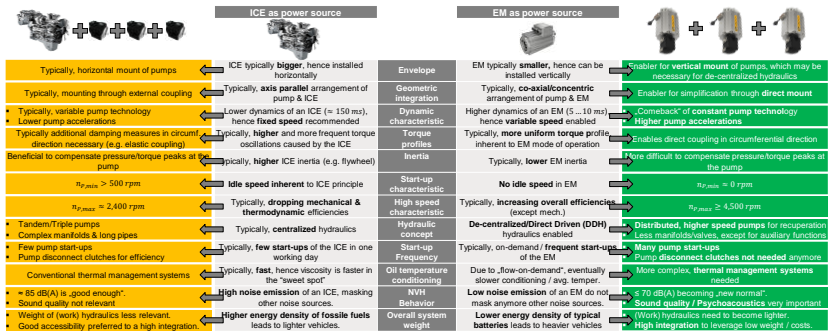 ICE as power source
EM as power source
Typically, horizontal mount of pumps
ICE typically bigger, hence installed
horizontally
Envelope
EM typically smaller, hence can be
installed vertically
Enabler for vertical mount of pumps, which may be
necessary for de-centralized hydraulics
Typically, mounting through external coupling
Typically, axis parallel arrangement of
pump & ICE
Geometric
integration
Typically, co-axial/concentric
arrangement of pump & EM
Enabler for simplification through direct mount
• Typically, variable pump technology
• Lower pump accelerations
Lower dynamics of an ICE (≈ 150 ms),
hence fixed speed recommended
Dynamic
characteristic
Higher dynamics of an EM (5 … 10 ms)
hence variable speed enabled
• „Comeback“ of constant pump technology
• Higher pump accelerations
Typically additional damping measures in circumf.
direction necessary (e.g. elastic coupling)
Typically, higher and more frequent torque
oscillations caused by the ICE
Torque
profiles
Typically, more uniform torque profile
inherent to EM mode of operation
Enables direct coupling in circumferential direction
Beneficial to compensate pressure/torque peaks at the
pump
Typically, higher ICE inertia (e.g. flywheel)
Inertia
Typically, lower EM inertia
More difficult to compensate pressure/torque peaks at the
pump
n_P,min > 500 rpm
Idle speed inherent to ICE principle
Start-up
characteristic
No idle speed in EM
n_P,min ≈ 0 rpm
n_P,max ≈ 2,400 rpm
Typically, dropping mechanical &
thermodynamic efficiencies
High speed
characteristic
Typically, increasing overall efficiencies
(except mech.)
n_P,max ≥ 4,500 rpm
• Tandem/Triple pumps
• Complex manifolds & long pipes
Typically, centralized hydraulics
Hydraulic
concept
De-centralized/Direct Driven (DDH)
hydraulics enabled
• Distributed, higher speed pumps for recuperation
• Less manifolds/valves, except for auxiliary functions
• Few pump start-ups
• Pump disconnect clutches for efficiency
Typically, few start-ups of the ICE in one
working day
Start-up
Frequency
Typically, on-demand / frequent start-ups
of the EM
• Many pump start-ups
• Pump disconnect clutches not needed anymore
Conventional thermal management systems
Typically, fast, hence viscosity is faster in
the “sweet spot”
Oil temperature
conditioning
Due to „flow-on-demand“, eventually
slower conditioning / avg. temper.
More complex, thermal management systems
needed
• ≈ 85 dB(A) is „good enough“.
• Sound quality not relevant
High noise emission of an ICE, masking
other noise sources.
NVH
Behavior
Low noise emission of an EM do not
mask anymore other noise sources.
• ≤ 70 dB(A) becoming „new normal“.
• Sound quality / Psychoacoustics very important
• Weight of (work) hydraulics less relevant.
• Good accessibility preferred to a high integration.
Higher energy density of fossile fuels
leads to lighter vehicles.
Overall system
weight
Lower energy density of typical
batteries leads to heavier vehicles
• (Work) hydraulics need to become lighter.
• High integration to leverage low weight / costs.